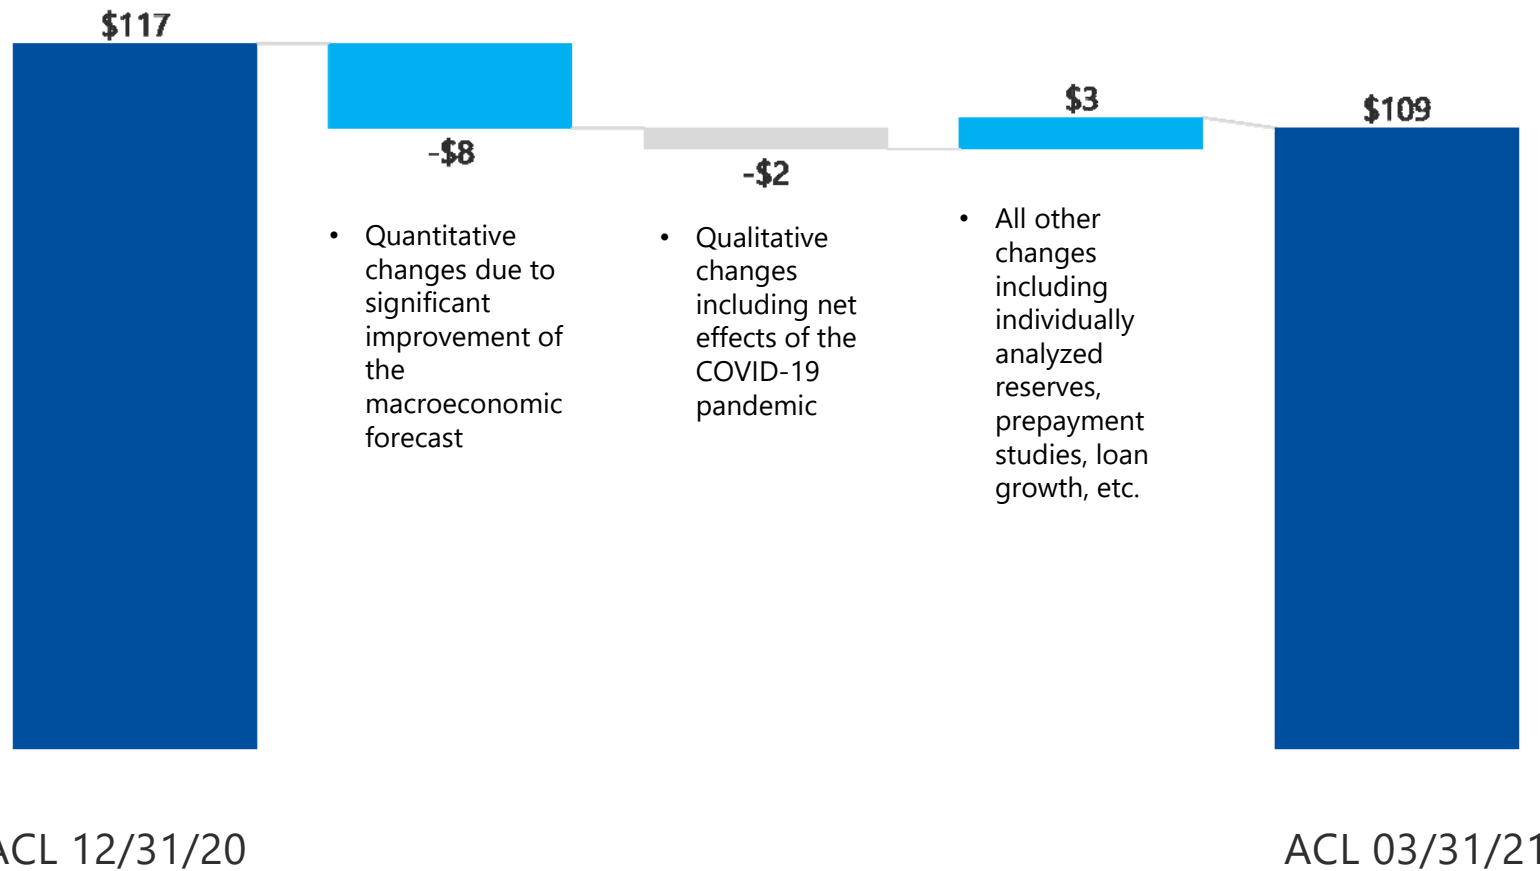 $117
-$8
-$2
$3
$109
• Quantitative
changes due to
significant
improvement of
the
macroeconomic
forecast
• Qualitative
changes
including net
effects of the
COVID-19
pandemic
• All other
changes
including
individually
analyzed
reserves,
prepayment
studies, loan
growth, etc.
ACL 12/31/20
ACL 03/31/21